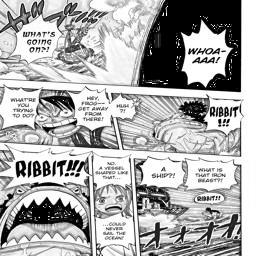 WHOA-
AAA!
WHAT'S
GOING
ON?!
RIBBIT
!!!
HUH
?!
HEY,
FROG--
GET AWAY
FROM
THERE!
WHAT'RE
YOU
TRYING
TO DO?
WHAT IS
THAT IRON
BEAST?!
A
SHIP?!
RIBBIT!!
NO.
A VESSEL
SHAPED LIKE
THAT...
...COULD
NEVER
SAIL THE
OCEAN!
RIBBIT!!!